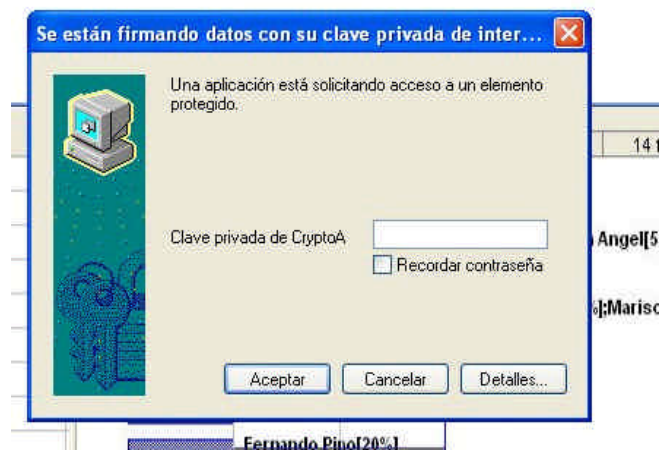 Se están firmando datos con su clave privada de inter...
Una aplicación está solicitando acceso a un elemento
protegido.
14
Clave privada de CryptoA
Angel[5
Recordar contraseña
];Mariso
Aceptar
Cancelar
Detalles...
Fernando Pino[20%]